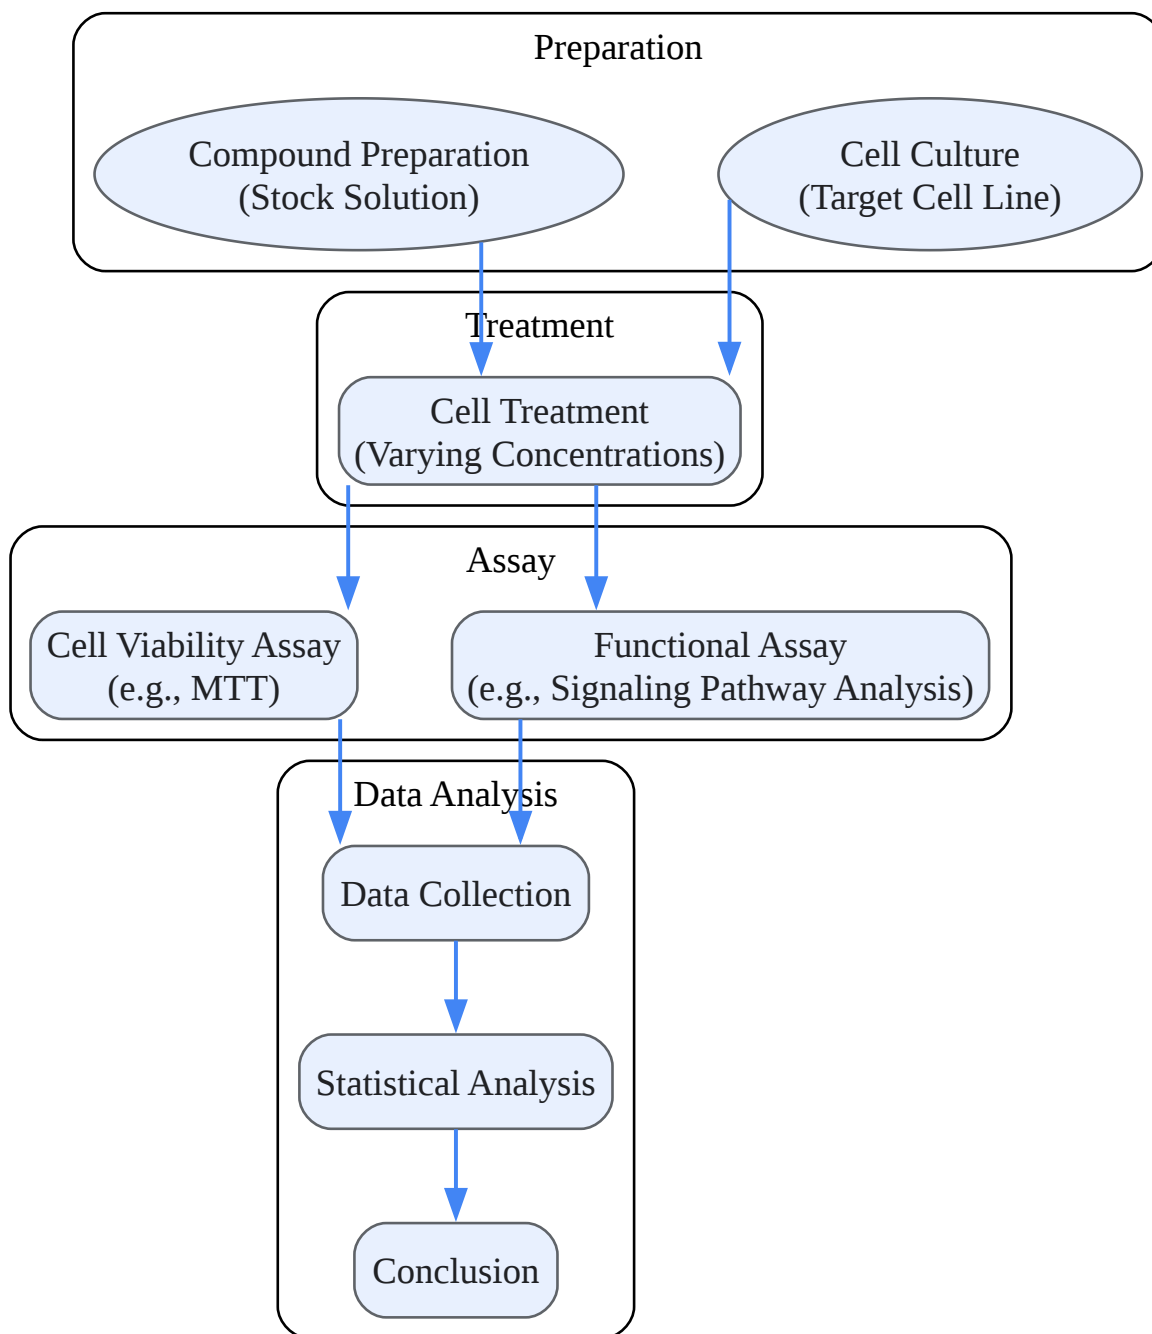 Preparation
Compound Preparation
(Stock Solution)
Cell Culture
(Target Cell Line)
Treatment
Cell Treatment
(Varying Concentrations)
Assay
Cell Viability Assay
(e.g., MTT)
Functional Assay
(e.g., Signaling Pathway Analysis)
Data Analysis
Data Collection
Statistical Analysis
Conclusion